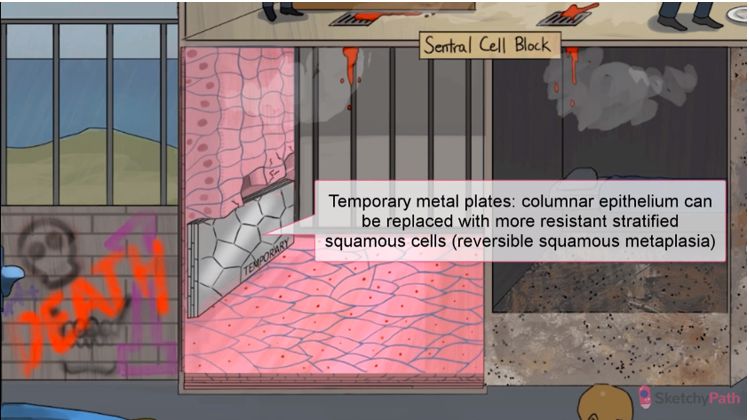 Sentral Cell Block
Temporary metal plates: columnar epithelium can
be replaced with more resistant stratified
squamous cells (reversible squamous metaplasia)
TEMPORARY
DEATH
SketchyPath